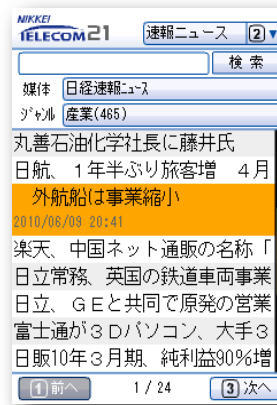 NIKKEI
TELECOM21
速報ニュース 2▼
検 索
媒体 日経速報ニュース
ジャンル 産業(465)
丸善石油化学社長に藤井氏
日航、1年半ぶり旅客増 4月
外航船は事業縮小
2010/06/09 20:41
楽天、中国ネット通販の名称「
日立常務、英国の鉄道車両事業
日立、GEと共同で原発の営業
富士通が3Dパソコン、大手3
日販10年3月期、純利益90%増
1前へ 1/24 3次へ